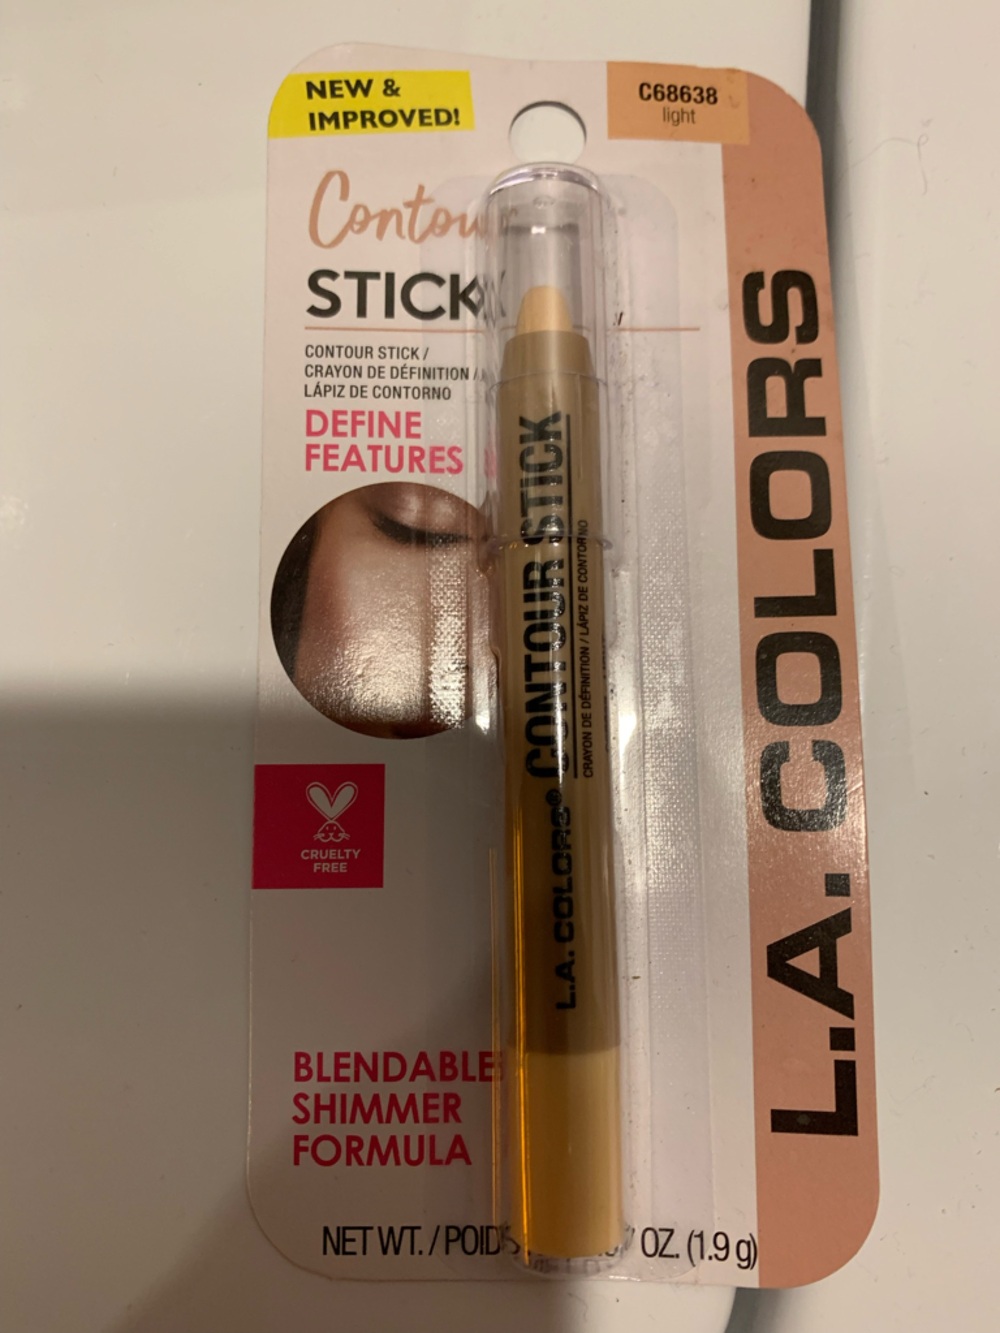 NEW &
IMPROVED!
C68638
light
Contour
STICK
CONTOUR STICK /
CRAYON DE DÉFINITION /
LÁPIZ DE CONTORNO
DEFINE
FEATURES
CRUELTY
FREE
BLENDABLE
SHIMMER
FORMULA
NET WT. / POIDS OZ. (1.9 g)
L.A. COLORS® CONTOUR STICK
CRAYON DE DÉFINITION / LÁPIZ DE CONTORNO
L.A. COLORS